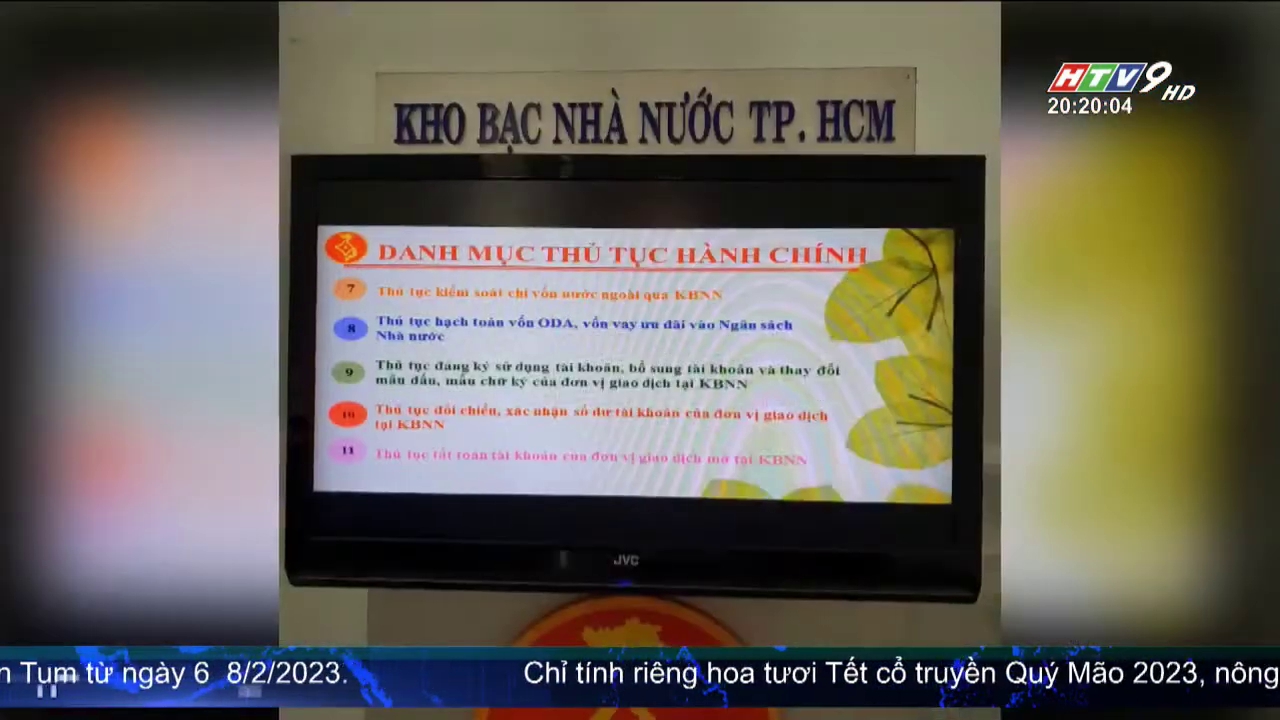 HTV9 HD
20:20:04
KHO BẠC NHÀ NƯỚC TP. HCM
DANH MỤC THỦ TỤC HÀNH CHÍNH
7 Thủ tục kiểm soát chi vốn nước ngoài qua KBNN
8 Thủ tục hạch toán vốn ODA, vốn vay ưu đãi vào Ngân sách
Nhà nước
9 Thủ tục đăng ký sử dụng tài khoản, bổ sung tài khoản và thay đổi
mẫu dấu, mẫu chữ ký của đơn vị giao dịch tại KBNN
10 Thủ tục đối chiếu, xác nhận số dư tài khoản của đơn vị giao dịch
tại KBNN
11 Thủ tục tất toán tài khoản của đơn vị giao dịch mở tại KBNN
JVC
n Tum từ ngày 6 8/2/2023. Chỉ tính riêng hoa tươi Tết cổ truyền Quý Mão 2023, nông